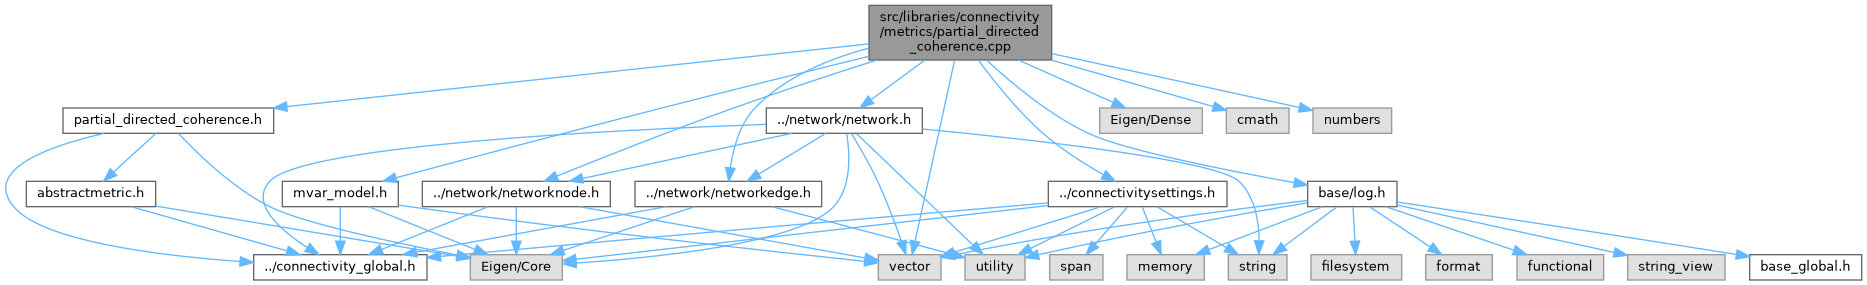 src/libraries/connectivity
/metrics/partial_directed
_coherence.cpp
partial_directed_coherence.h
../network/network.h
Eigen/Dense
cmath
numbers
abstractmetric.h
mvar_model.h
../network/networknode.h
../network/networkedge.h
../connectivitysettings.h
base/log.h
../connectivity_global.h
Eigen/Core
vector
utility
span
memory
string
filesystem
format
functional
string_view
base_global.h